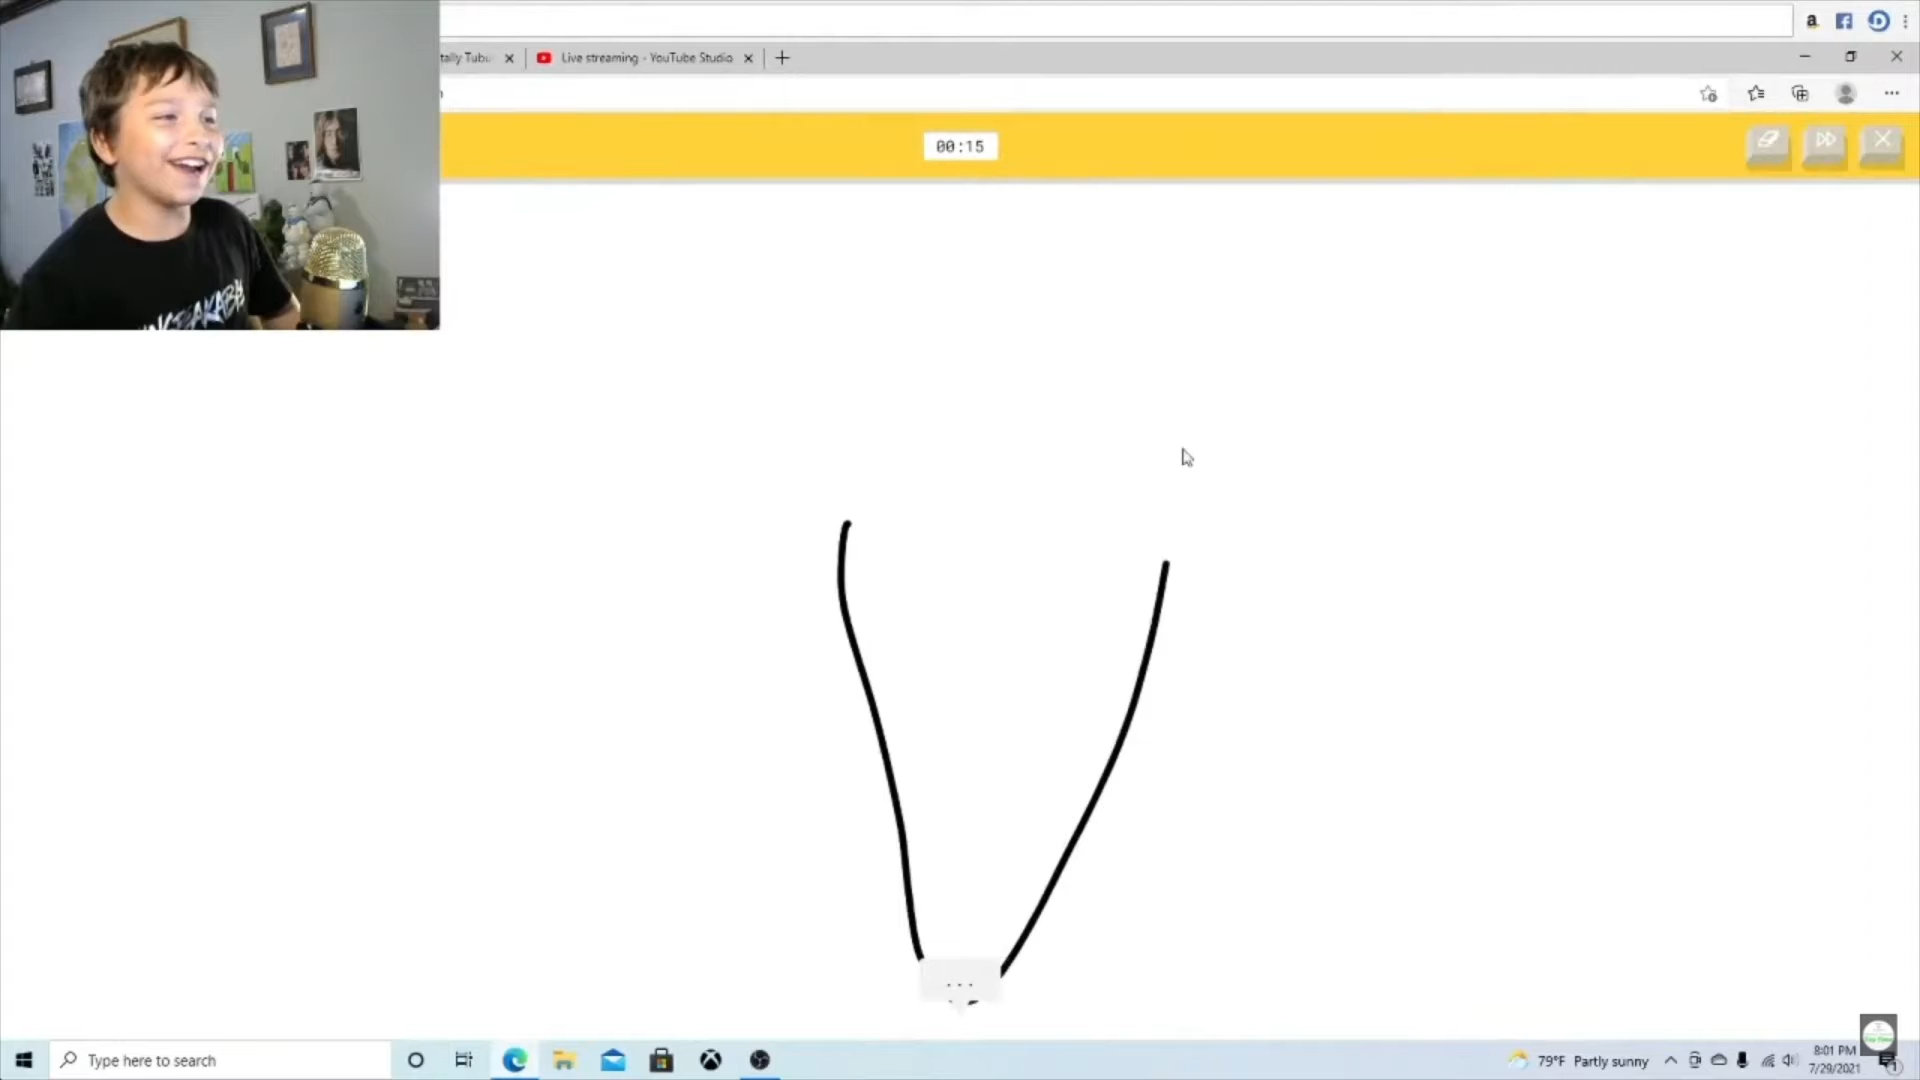 a
tally Tubu
Live streaming - YouTube Studio
00:15
...
Type here to search
79°F Partly sunny
8:01 PM
7/29/2021
1